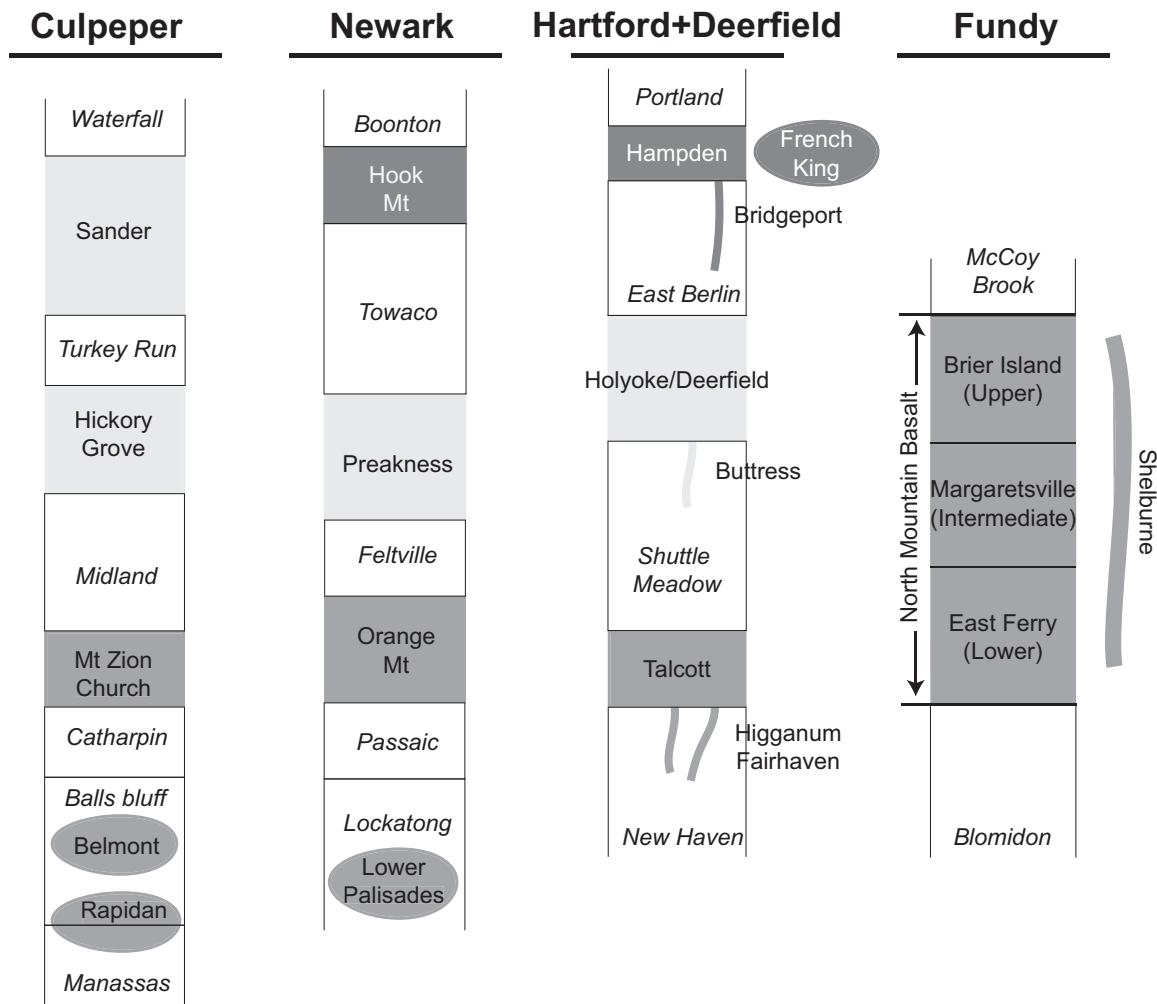 Culpeper
Waterfall
Sander
Turkey Run
Hickory
Grove
Midland
Mt Zion
Church
Catharpin
Balls bluff
Belmont
Rapidan
Manassas
Newark
Boonton
Hook
Mt
Towaco
Preakness
Feltville
Orange
Mt
Passaic
Lockatong
Lower
Palisades
Hartford+Deerfield
Portland
Hampden
French
King
Bridgeport
East Berlin
Holyoke/Deerfield
Buttress
Shuttle
Meadow
Talcott
Higganum
Fairhaven
New Haven
Fundy
McCoy
Brook
North Mountain Basalt
Brier Island
(Upper)
Margaretsville
(Intermediate)
East Ferry
(Lower)
Shelburne
Blomidon